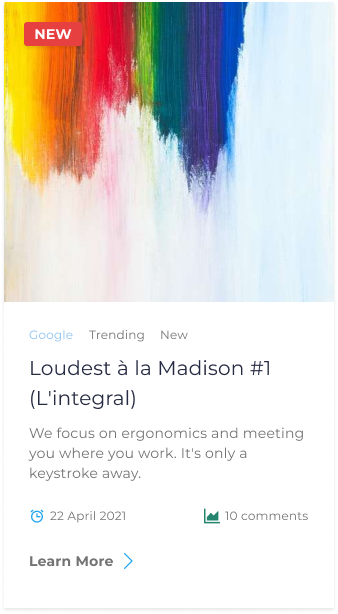 NEW
Google Trending New
Loudest à la Madison #1
(L'integral)
We focus on ergonomics and meeting
you where you work. It's only a
keystroke away.
22 April 2021 10 comments
Learn More